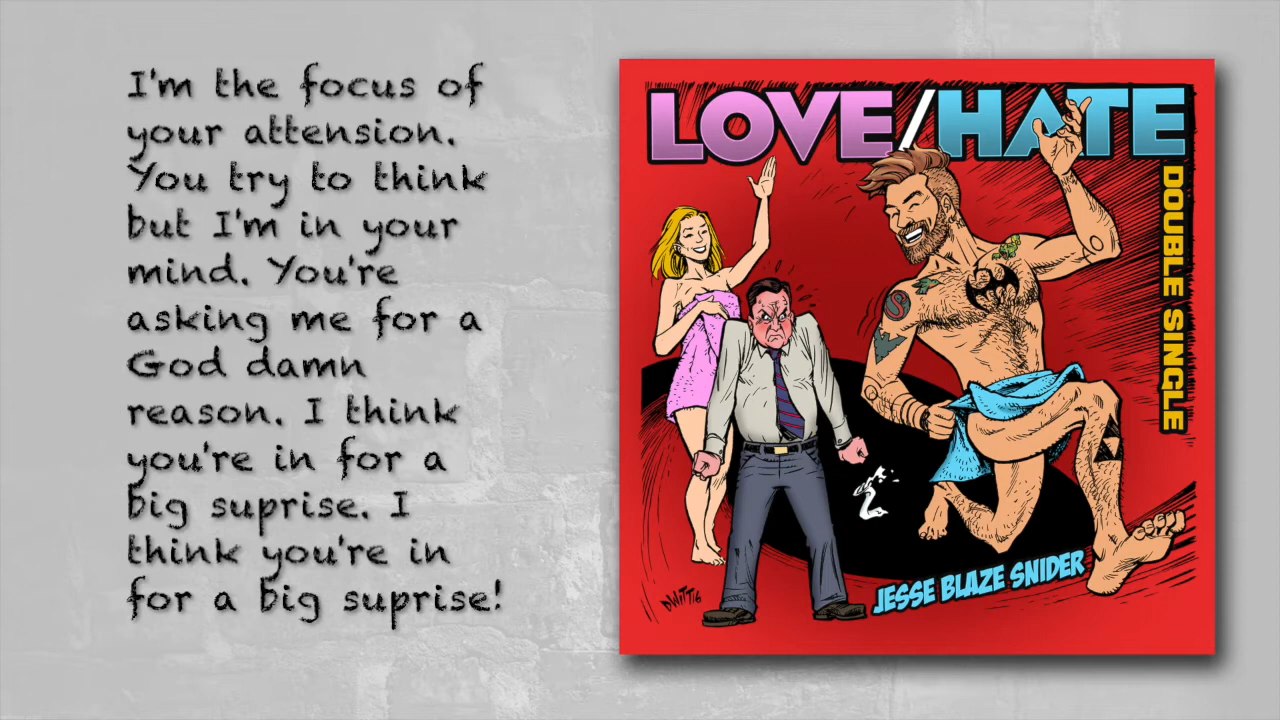 I'm the focus of
your attension.
You try to think
but I'm in your
mind. You're
asking me for a
God damn
reason. I think
you're in for a
big suprise. I
think you're in
for a big suprise!
LOVE/HATE
DOUBLE SINGLE
JESSE BLAZE SNIDER
DWITT16